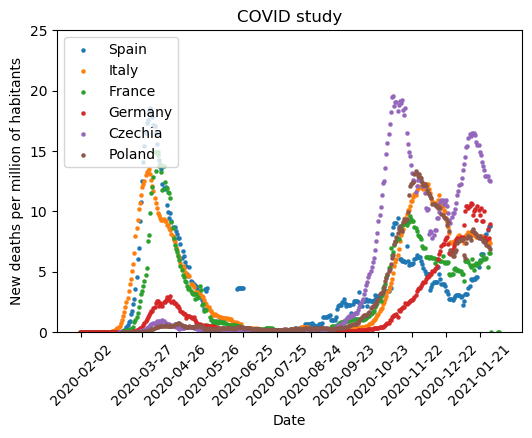 COVID study
New deaths per million of habitants
25
20
15
10
5
0
Spain
Italy
France
Germany
Czechia
Poland
2020-02-02
2020-03-27
2020-04-26
2020-05-26
2020-06-25
2020-07-25
2020-08-24
2020-09-23
2020-10-23
2020-11-22
2020-12-22
2021-01-21
Date